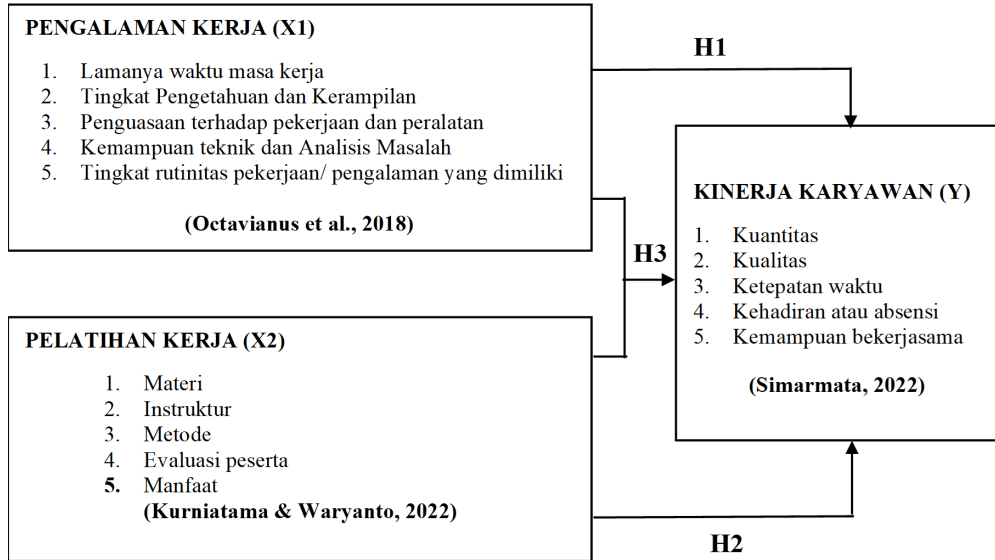 PENGALAMAN KERJA (X1)
1. Lamanya waktu masa kerja
2. Tingkat Pengetahuan dan Kerampilan
3. Penguasaan terhadap pekerjaan dan peralatan
4. Kemampuan teknik dan Analisis Masalah
5. Tingkat rutinitas pekerjaan/ pengalaman yang dimiliki
(Octavianus et al., 2018)
H1
H3
KINERJA KARYAWAN (Y)
1. Kuantitas
2. Kualitas
3. Ketepatan waktu
4. Kehadiran atau absensi
5. Kemampuan bekerjasama
(Simarmata, 2022)
PELATIHAN KERJA (X2)
1. Materi
2. Instruktur
3. Metode
4. Evaluasi peserta
5. Manfaat
(Kurniatama & Waryanto, 2022)
H2